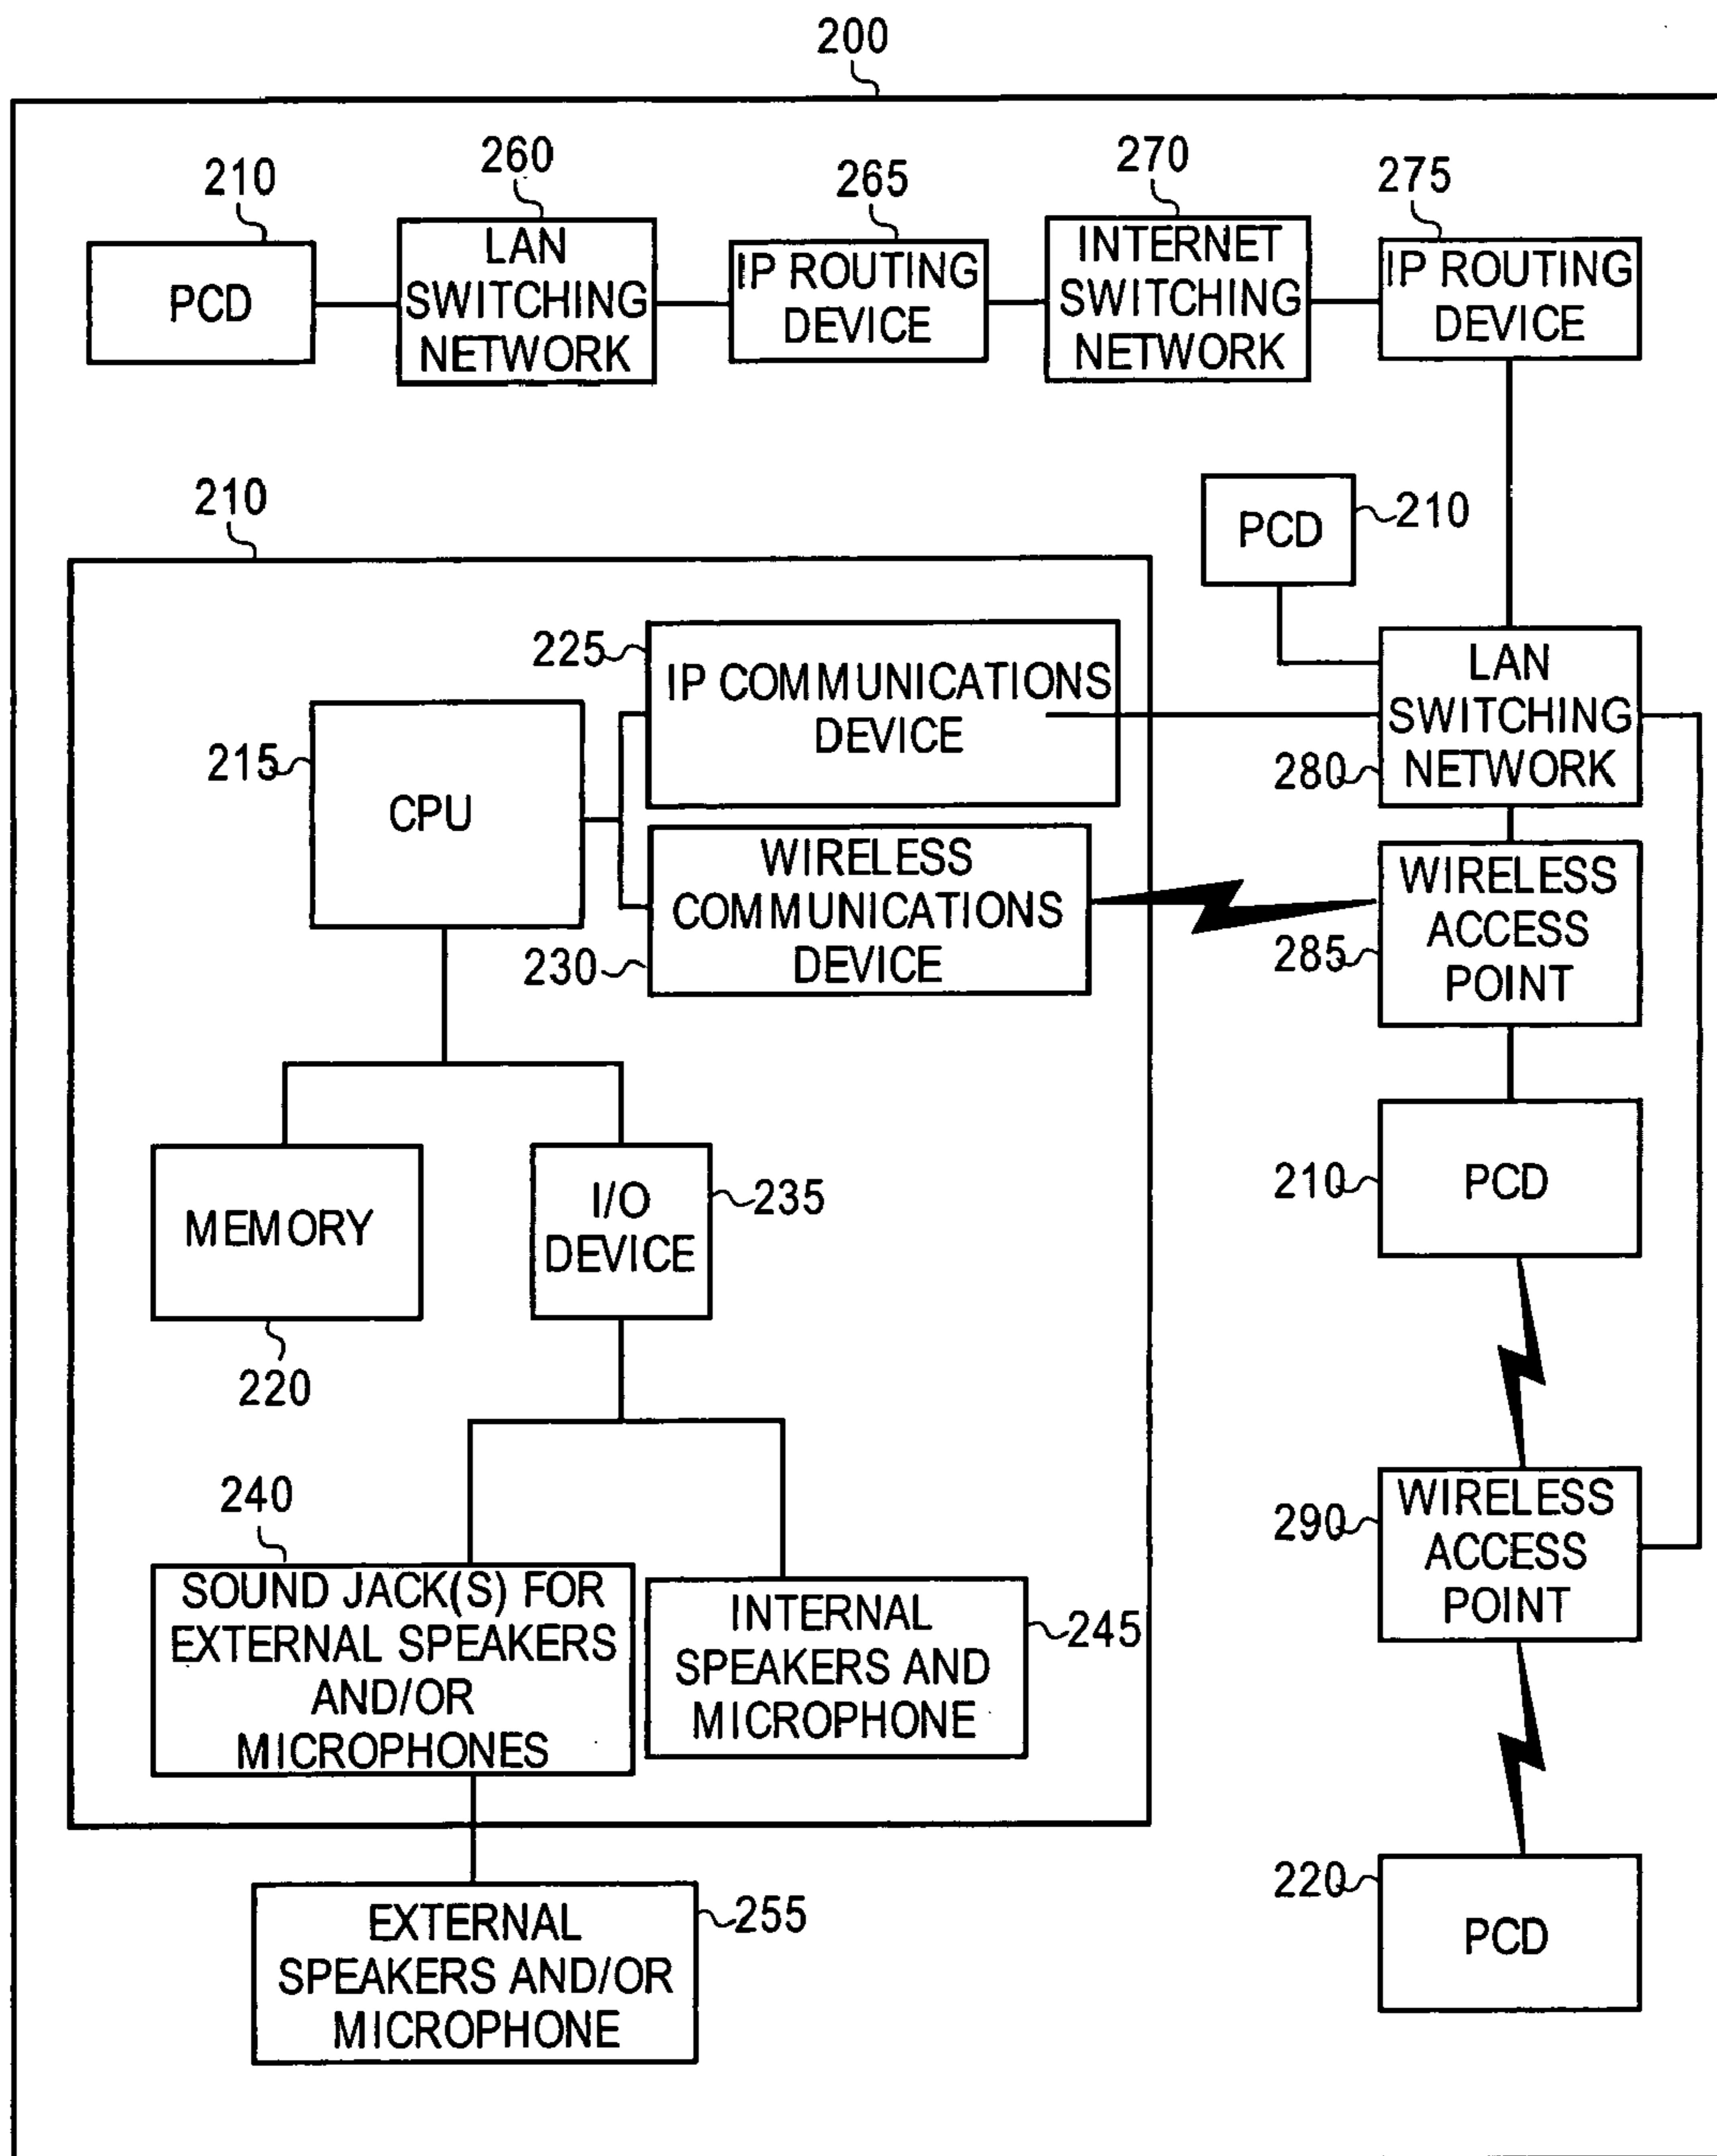 200
210
260
265
270
275
PCD
LAN
SWITCHING
NETWORK
IP ROUTING
DEVICE
INTERNET
SWITCHING
NETWORK
IP ROUTING
DEVICE
210
PCD
210
225
IP COMMUNICATIONS
DEVICE
LAN
SWITCHING
NETWORK
280
215
CPU
WIRELESS
COMMUNICATIONS
DEVICE
230
WIRELESS
ACCESS
POINT
285
MEMORY
220
I/O
DEVICE
235
210
PCD
240
SOUND JACK(S) FOR
EXTERNAL SPEAKERS
AND/OR
MICROPHONES
INTERNAL
SPEAKERS AND
MICROPHONE
245
290
WIRELESS
ACCESS
POINT
EXTERNAL
SPEAKERS AND/OR
MICROPHONE
255
220
PCD